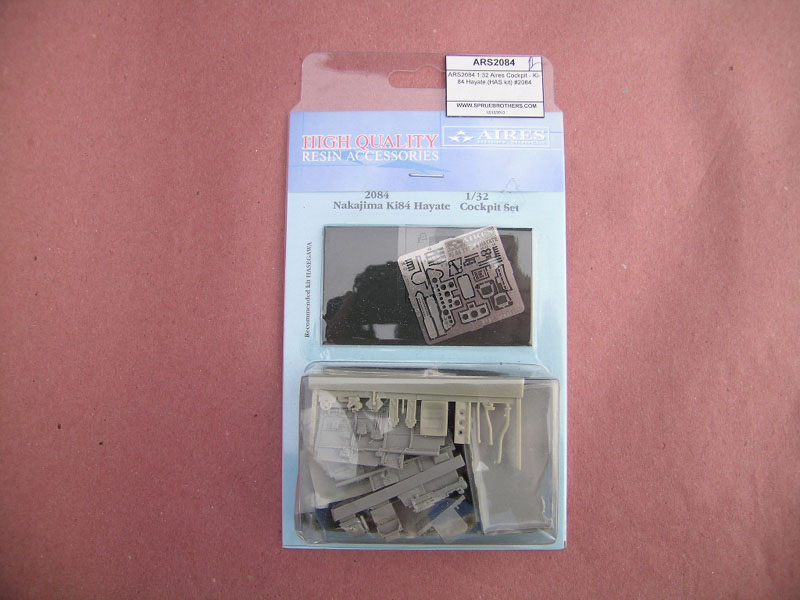 ARS2084
ARS2084 1:32 Aires Cockpit - Ki-
84 Hayate (HAS kit) #2084
WWW.SPRUEBROTHERS.COM
HIGH QUALITY
RESIN ACCESSORIES
AIRES
2084 1/32
Nakajima Ki84 Hayate Cockpit Set
Recommended kit HASEGAWA
AIRES